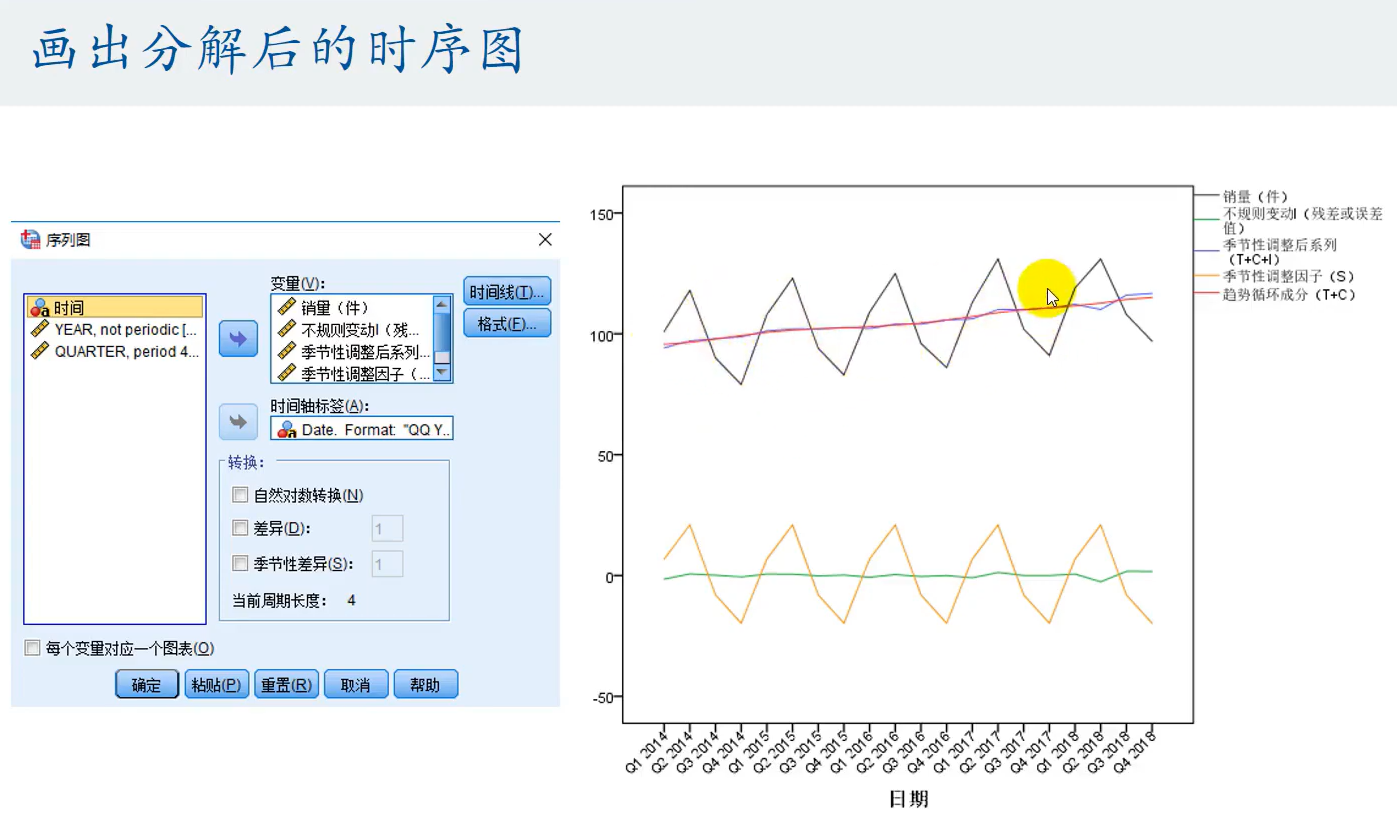 画出分解后的时序图
序列图
时间
YEAR, not periodic [...
QUARTER, period 4...
变量(V):
销量（件）
不规则变动I（残...
季节性调整后系列...
季节性调整因子（...
时间线(T)...
格式(F)...
时间轴标签(A):
Date. Format: "QQ Y...
转换:
自然对数转换(N)
差异(D):
1
季节性差异(S):
1
当前周期长度: 4
每个变量对应一个图表(O)
确定
粘贴(P)
重置(R)
取消
帮助
150
100
50
0
-50
Q1 2014
Q2 2014
Q3 2014
Q4 2014
Q1 2015
Q2 2015
Q3 2015
Q4 2015
Q1 2016
Q2 2016
Q3 2016
Q4 2016
Q1 2017
Q2 2017
Q3 2017
Q4 2017
Q1 2018
Q2 2018
Q3 2018
Q4 2018
日期
销量（件）
不规则变动I（残差或误差
值）
季节性调整后系列
（T+C+I）
季节性调整因子（S）
趋势循环成分（T+C）